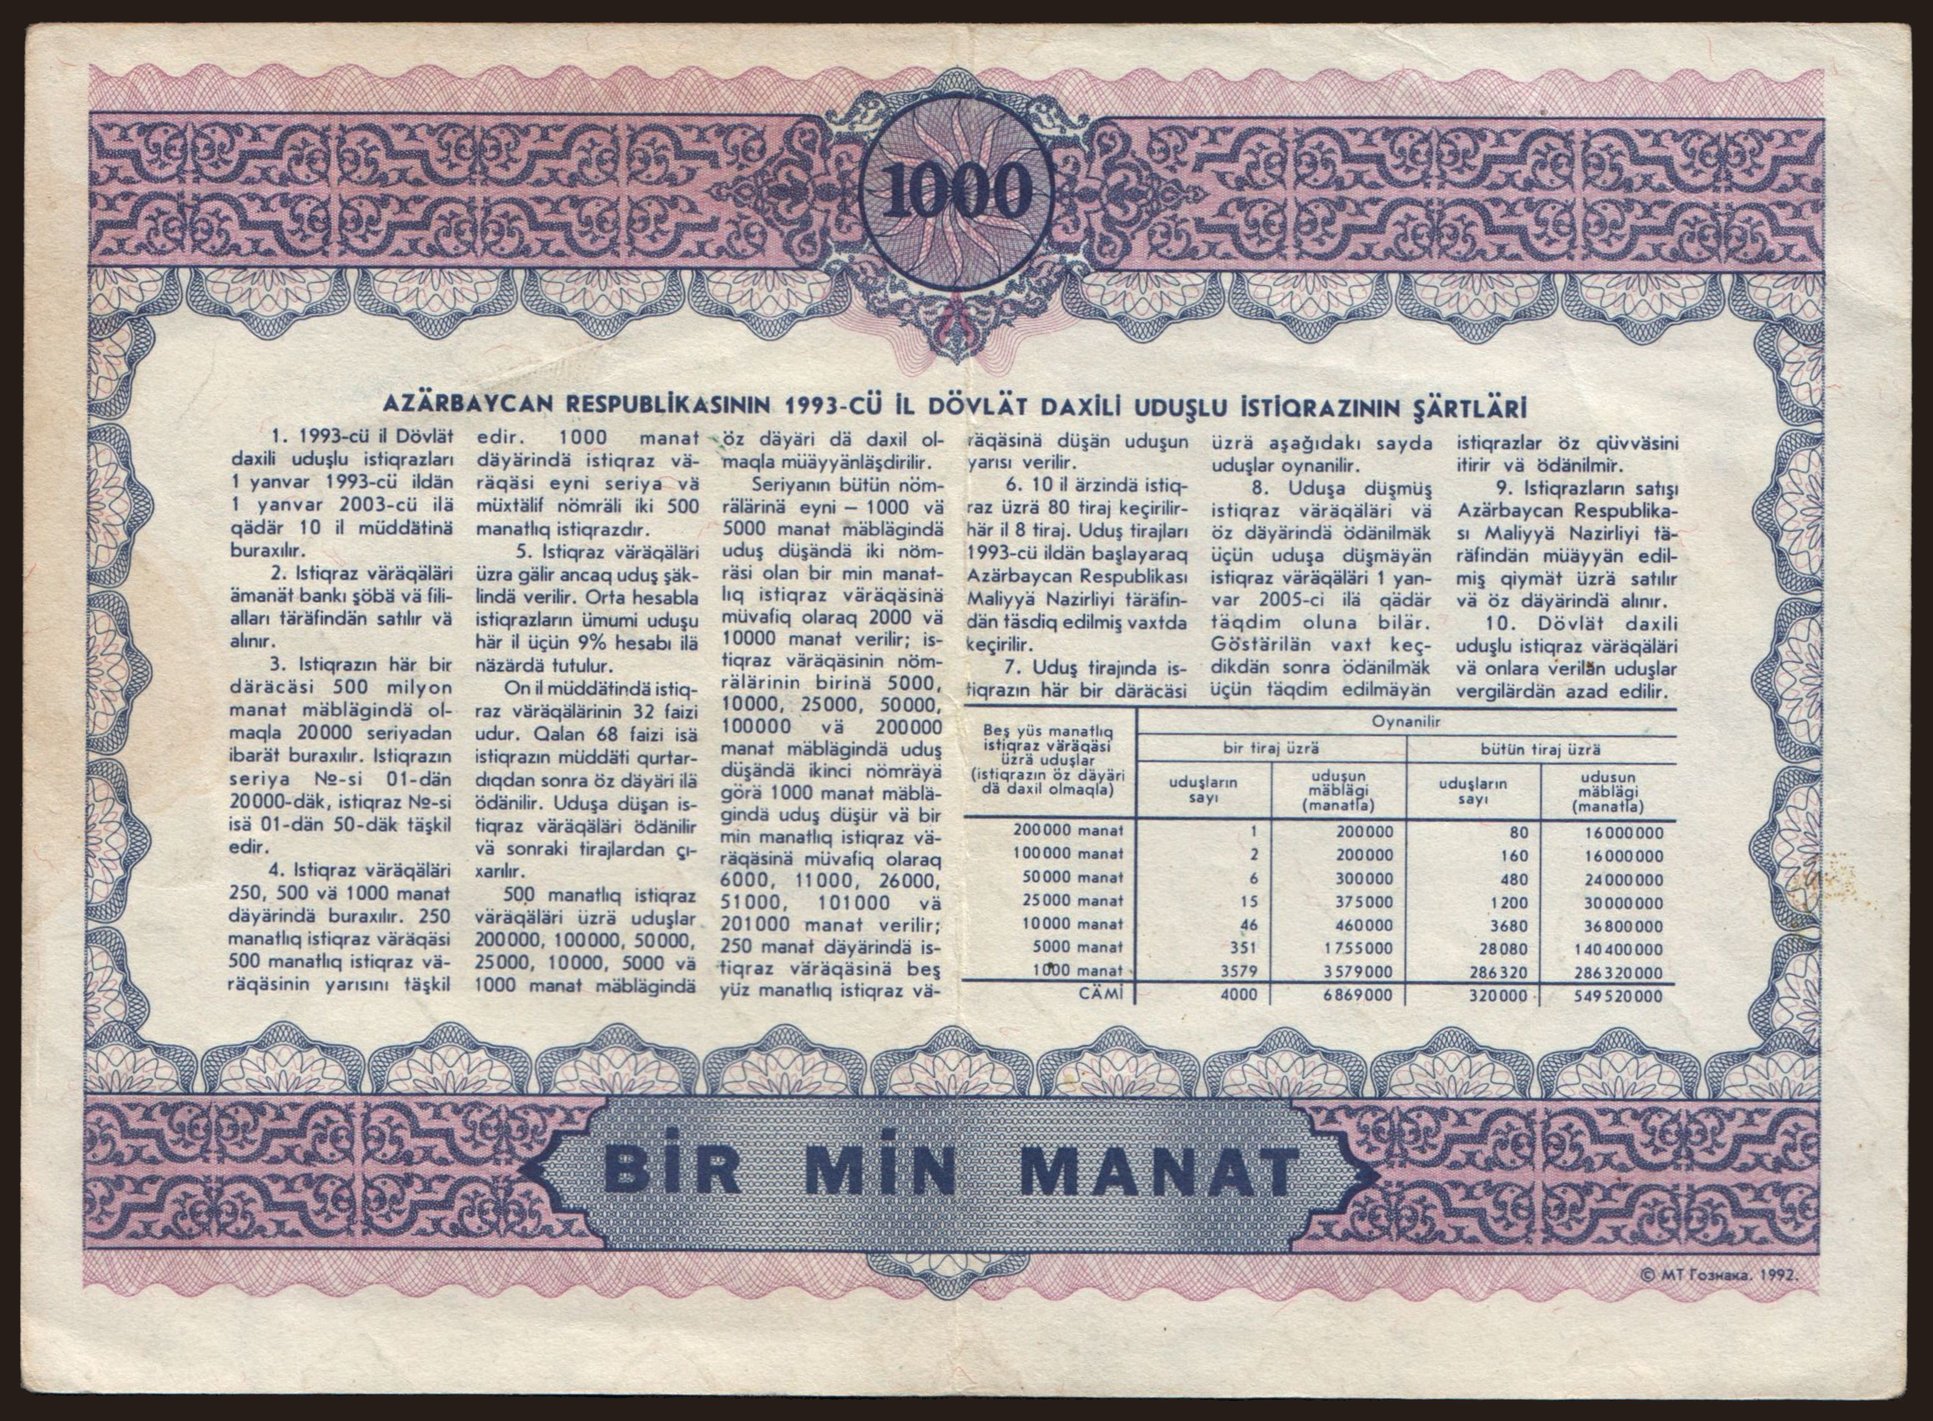 1000
AZÄRBAYCAN RESPUBLİKASININ 1993-CÜ İL DÖVLÄT DAXİLİ UDUŞLU İSTİQRAZININ ŞÄRTLÄRİ
1. 1993-cü il Dövlät
daxili uduşlu istiqrazları
1 yanvar 1993-cü ildän
1 yanvar 2003-cü ilä
qädär 10 il müddätinä
buraxılır.
2. Istiqraz väräqäläri
ämanät bankı şöbä vä fili-
alları täräfindän satılır vä
alınır.
3. Istiqrazın här bir
däräcäsi 500 milyon
manat mäblägindä ol-
maqla 20000 seriyadan
ibarät buraxılır. Istiqrazın
seriya №-si 01-dän
20000-däk, istiqraz №-si
isä 01-dän 50-däk täşkil
edir.
4. Istiqraz väräqäläri
250, 500 vä 1000 manat
däyärindä buraxılır. 250
manatlıq istiqraz väräqäsi
500 manatlıq istiqraz vä-
räqäsinin yarısını täşkil
edir. 1000 manat
däyärindä istiqraz vä-
räqäsi eyni seriya vä
müxtälif nömräli iki 500
manatlıq istiqrazdır.
5. Istiqraz väräqäläri
üzra gälir ancaq uduş şäk-
lindä verilir. Orta hesabla
istiqrazların ümumi uduşu
här il üçün 9% hesabı ilä
näzärdä tutulur.
On il müddätindä istiq-
raz väräqälärinin 32 faizi
udur. Qalan 68 faizi isä
istiqrazın müddäti qurtar-
dıqdan sonra öz däyäri ilä
ödänilir. Uduşa düşan is-
tiqraz väräqäläri ödänilir
vä sonraki tirajlardan çı-
xarılır.
500 manatlıq istiqraz
väräqäläri üzrä uduşlar
200000, 100000, 50000,
25000, 10000, 5000 vä
1000 manat mäblägindä
öz däyäri dä daxil ol-
maqla müäyyänläşdirilir.
Seriyanın bütün nöm-
rälärinä eyni — 1000 vä
5000 manat mäblägindä
uduş düşändä iki nöm-
räsi olan bir min manat-
lıq istiqraz väräqäsinä
müvafiq olaraq 2000 vä
10000 manat verilir; is-
tiqraz väräqäsinin nöm-
rälärinin birinä 5000,
10000, 25000, 50000,
100000 vä 200000
manat mäblägindä uduş
düşändä ikinci nömräyä
görä 1000 manat mäblä-
gindä uduş düşür vä bir
min manatlıq istiqraz vä-
räqäsinä müvafiq olaraq
6000, 11000, 26000,
51000, 101000 vä
201000 manat verilir;
250 manat däyärindä is-
tiqraz väräqäsinä beş
yüz manatlıq istiqraz vä-
räqäsinä düşän uduşun
yarısı verilir.
6. 10 il ärzindä istiq-
raz üzrä 80 tiraj keçirilir-
här il 8 tiraj. Uduş tirajları
1993-cü ildän başlayaraq
Azärbaycan Respublikası
Maliyyä Nazirliyi täräfin-
dän täsdiq edilmiş vaxtda
keçirilir.
7. Uduş tirajında is-
tiqrazın här bir däräcäsi
üzrä aşağıdakı sayda
uduşlar oynanilir.
8. Uduşa düşmüş
istiqraz väräqäläri vä
öz däyärindä ödänilmäk
üçün uduşa düşmäyän
istiqraz väräqäläri 1 yan-
var 2005-ci ilä qädär
täqdim oluna bilär.
Göstärilän vaxt keç-
dikdän sonra ödänilmäk
üçün täqdim edilmäyän
istiqrazlar öz qüvväsini
itirir vä ödänilmir.
9. Istiqrazların satışı
Azärbaycan Respublika-
sı Maliyyä Nazirliyi tä-
räfindän müäyyän edil-
miş qiymät üzrä satılır
vä öz däyärindä alınır.
10. Dövlät daxili
uduşlu istiqraz väräqäläri
vä onlara verilän uduşlar
vergilärdän azad edilir.
Beş yüs manatlıq
istiqraz väräqäsi
üzrä uduşlar
(istiqrazın öz däyäri
dä daxil olmaqla)
Oynanilir
bir tiraj üzrä
bütün tiraj üzrä
uduşların
sayı
uduşun
mäblägi
(manatla)
uduşların
sayı
udusun
mäblägi
(manatla)
200000 manat 1 200000 80 16000000
100000 manat 2 200000 160 16000000
50000 manat 6 300000 480 24000000
25000 manat 15 375000 1200 30000000
10000 manat 46 460000 3680 36800000
5000 manat 351 1755000 28080 140400000
1000 manat 3579 3579000 286320 286320000
CÄMİ 4000 6869000 320000 549520000
BİR MİN MANAT
© МТ Гознака. 1992.